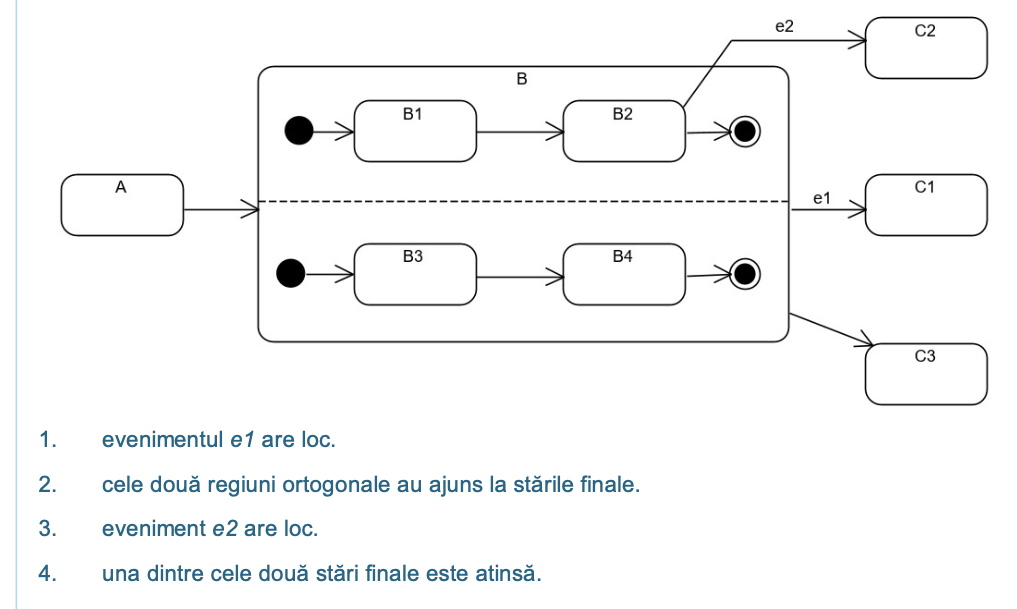 e2
C2
B
B1
B2
A
e1
C1
B3
B4
C3
1. evenimentul e1 are loc.
2. cele două regiuni ortogonale au ajuns la stările finale.
3. eveniment e2 are loc.
4. una dintre cele două stări finale este atinsă.